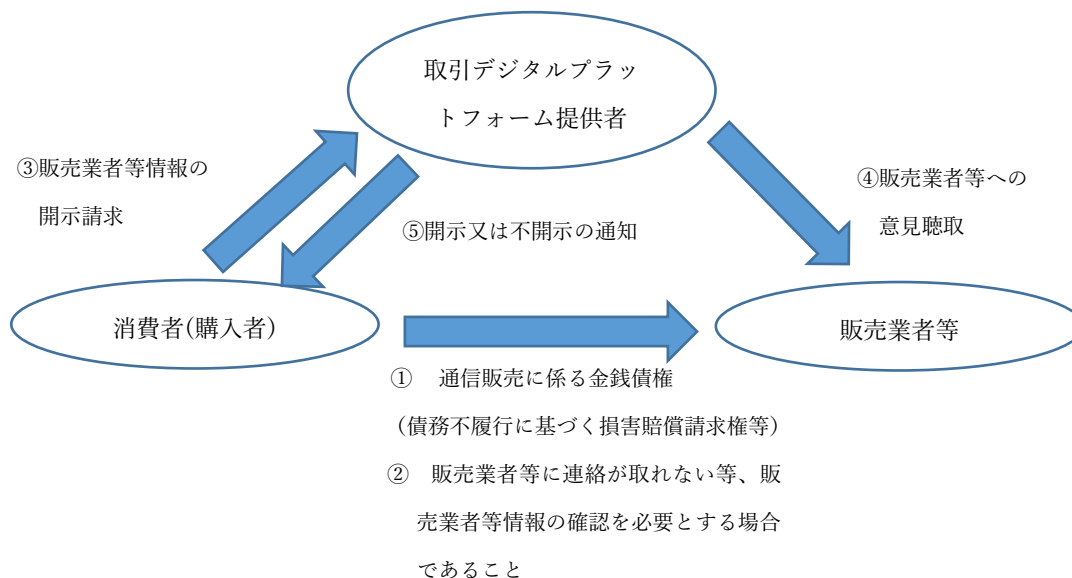 取引デジタルプラッ
トフォーム提供者
③販売業者等情報の
開示請求
④販売業者等への
意見聴取
⑤開示又は不開示の通知
消費者(購入者)
販売業者等
①　通信販売に係る金銭債権
（債務不履行に基づく損害賠償請求権等）
②　販売業者等に連絡が取れない等、販
売業者等情報の確認を必要とする場合
であること